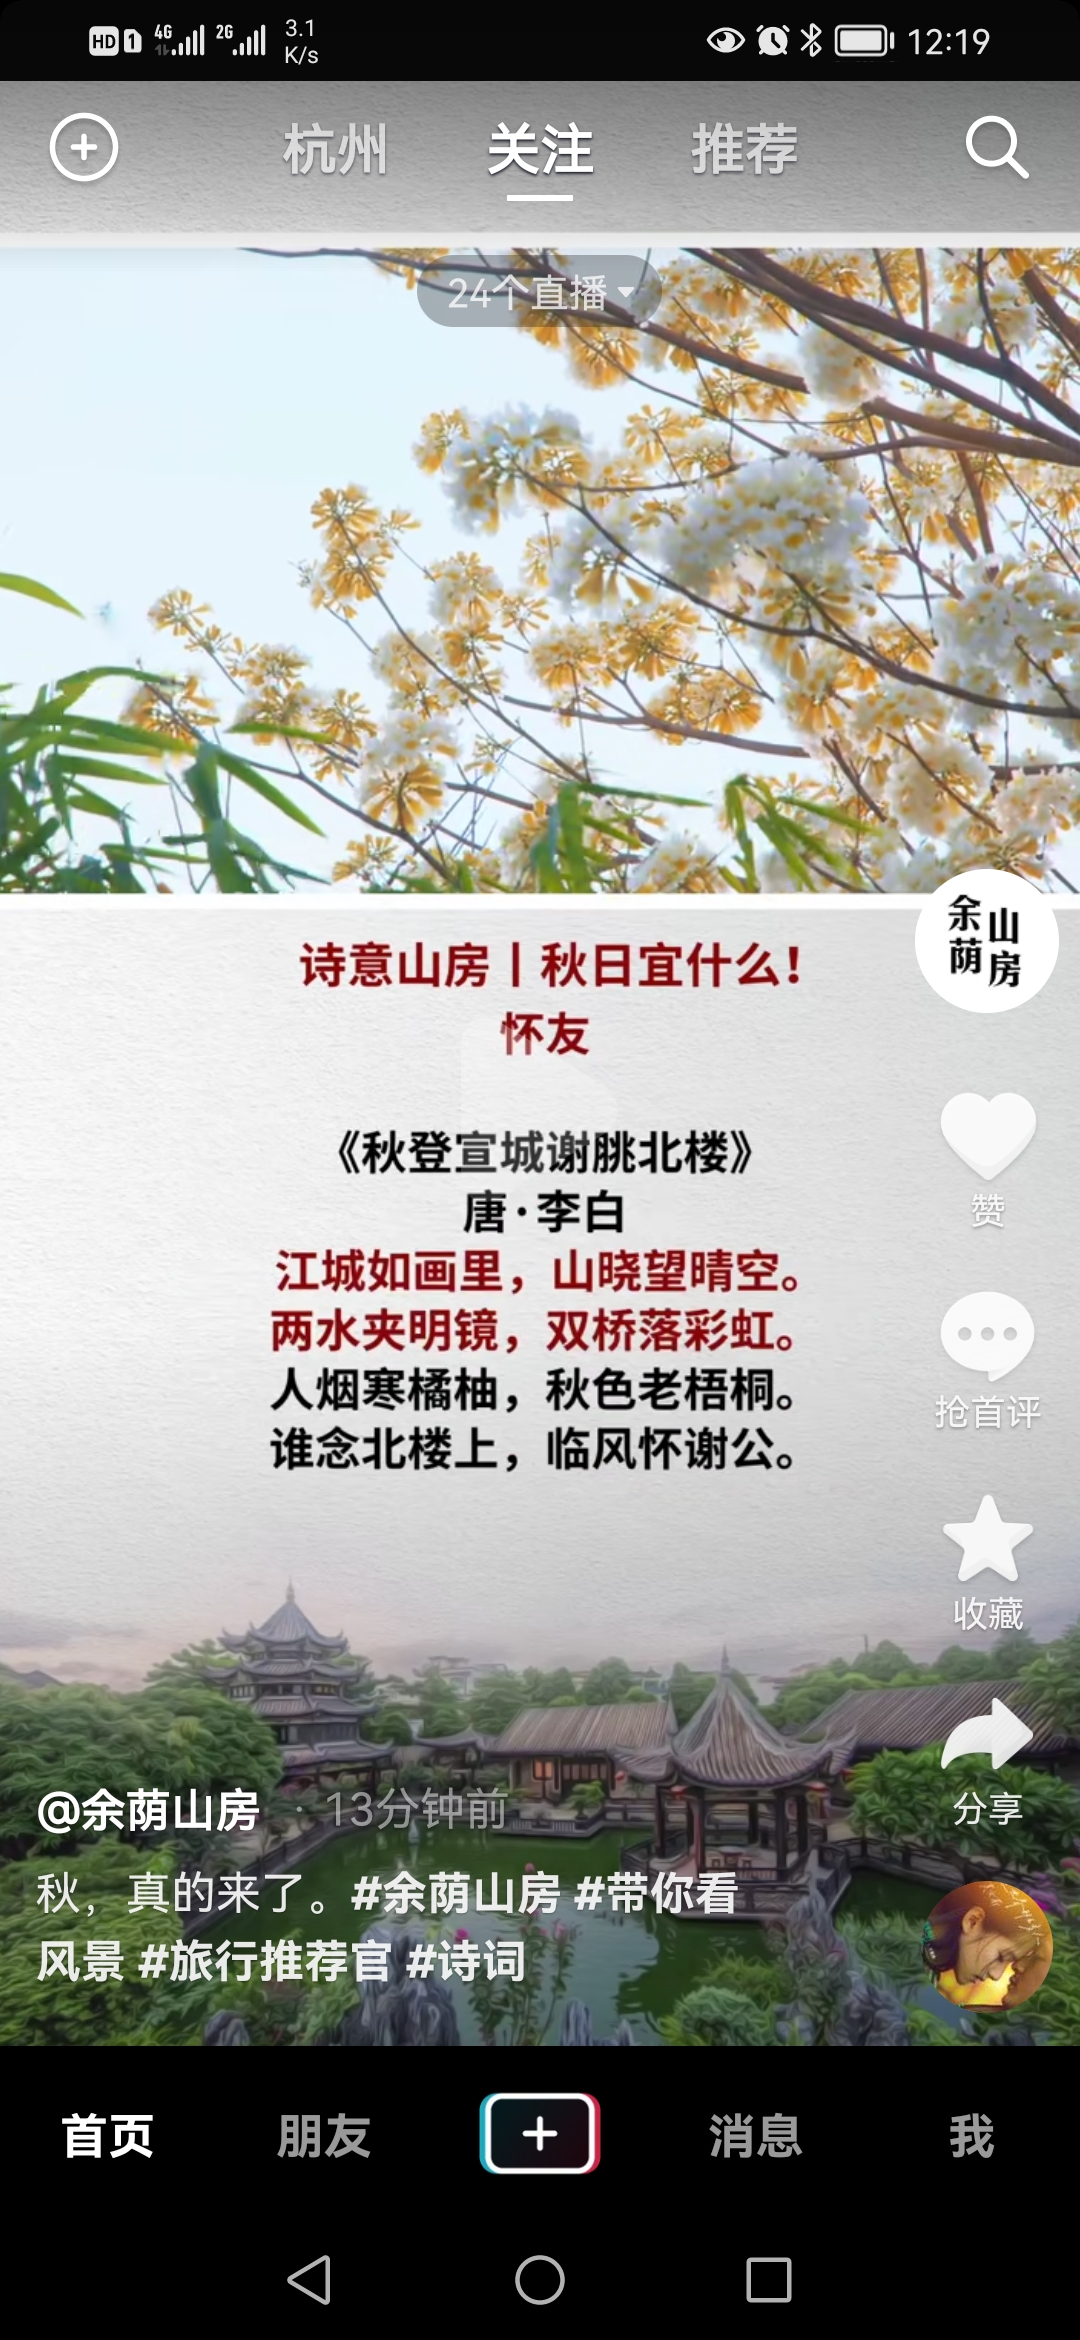 HD 1 4G 2G 3.1 K/s 12:19
杭州 关注 推荐
24个直播
余荫山房
诗意山房丨秋日宜什么!
怀友
《秋登宣城谢朓北楼》
唐·李白
江城如画里，山晓望晴空。
两水夹明镜，双桥落彩虹。
人烟寒橘柚，秋色老梧桐。
谁念北楼上，临风怀谢公。
赞
抢首评
收藏
分享
@余荫山房 · 13分钟前
秋，真的来了。#余荫山房 #带你看
风景 #旅行推荐官 #诗词
首页 朋友 消息 我